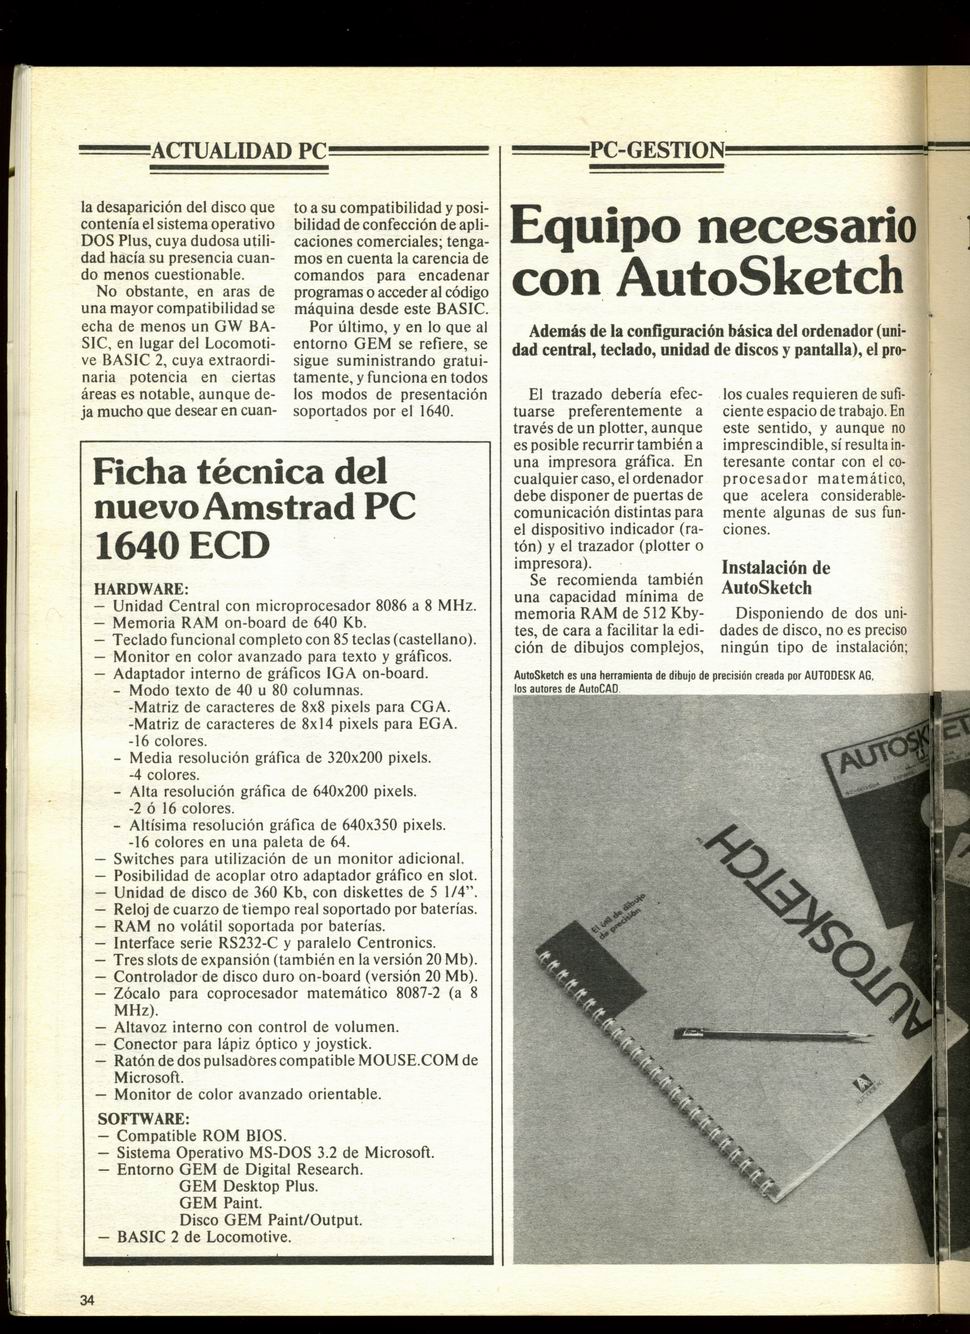 ACTUALIDAD PC
la desaparición del disco que
contenía el sistema operativo
DOS Plus, cuya dudosa utili-
dad hacía su presencia cuan-
do menos cuestionable.
No obstante, en aras de
una mayor compatibilidad se
echa de menos un GW BA-
SIC, en lugar del Locomoti-
ve BASIC 2, cuya extraordi-
naria potencia en ciertas
áreas es notable, aunque de-
ja mucho que desear en cuan-
to a su compatibilidad y posi-
bilidad de confección de apli-
caciones comerciales; tenga-
mos en cuenta la carencia de
comandos para encadenar
programas o acceder al código
máquina desde este BASIC.
Por último, y en lo que al
entorno GEM se refiere, se
sigue suministrando gratui-
tamente, y funciona en todos
los modos de presentación
soportados por el 1640.
Ficha técnica del
nuevo Amstrad PC
1640 ECD
HARDWARE:
— Unidad Central con microprocesador 8086 a 8 MHz.
— Memoria RAM on-board de 640 Kb.
— Teclado funcional completo con 85 teclas (castellano).
— Monitor en color avanzado para texto y gráficos.
— Adaptador interno de gráficos IGA on-board.
- Modo texto de 40 u 80 columnas.
-Matriz de caracteres de 8x8 pixels para CGA.
-Matriz de caracteres de 8x14 pixels para EGA.
-16 colores.
- Media resolución gráfica de 320x200 pixels.
-4 colores.
- Alta resolución gráfica de 640x200 pixels.
-2 ó 16 colores.
- Altísima resolución gráfica de 640x350 pixels.
-16 colores en una paleta de 64.
— Switches para utilización de un monitor adicional.
— Posibilidad de acoplar otro adaptador gráfico en slot.
— Unidad de disco de 360 Kb, con diskettes de 5 1/4".
— Reloj de cuarzo de tiempo real soportado por baterías.
— RAM no volátil soportada por baterías.
— Interface serie RS232-C y paralelo Centronics.
— Tres slots de expansión (también en la versión 20 Mb).
— Controlador de disco duro on-board (versión 20 Mb).
— Zócalo para coprocesador matemático 8087-2 (a 8
MHz).
— Altavoz interno con control de volumen.
— Conector para lápiz óptico y joystick.
— Ratón de dos pulsadores compatible MOUSE.COM de
Microsoft.
— Monitor de color avanzado orientable.
SOFTWARE:
— Compatible ROM BIOS.
— Sistema Operativo MS-DOS 3.2 de Microsoft.
— Entorno GEM de Digital Research.
GEM Desktop Plus.
GEM Paint.
Disco GEM Paint/Output.
— BASIC 2 de Locomotive.
34
PC-GESTION
Equipo necesario
con AutoSketch
Además de la configuración básica del ordenador (uni-
dad central, teclado, unidad de discos y pantalla), el pro-
El trazado debería efec-
tuarse preferentemente a
través de un plotter, aunque
es posible recurrir también a
una impresora gráfica. En
cualquier caso, el ordenador
debe disponer de puertas de
comunicación distintas para
el dispositivo indicador (ra-
tón) y el trazador (plotter o
impresora).
Se recomienda también
una capacidad mínima de
memoria RAM de 512 Kby-
tes, de cara a facilitar la edi-
ción de dibujos complejos,
los cuales requieren de sufi-
ciente espacio de trabajo. En
este sentido, y aunque no
imprescindible, sí resulta in-
teresante contar con el co-
procesador matemático,
que acelera considerable-
mente algunas de sus fun-
ciones.
Instalación de
AutoSketch
Disponiendo de dos uni-
dades de disco, no es preciso
ningún tipo de instalación;
AutoSketch es una herramienta de dibujo de precisión creada por AUTODESK AG,
los autores de AutoCAD.
AUTOSKET
AUTOSKETCH
El útil de dibujo
de precisión
AUTODESK AG